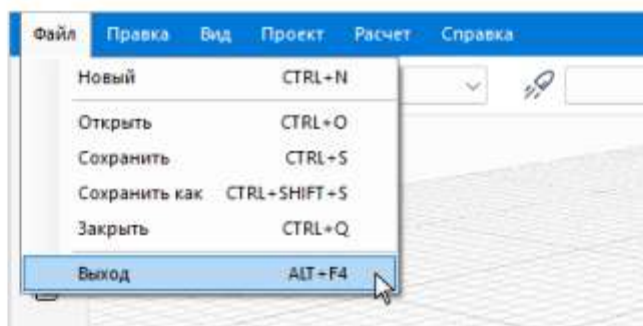 Файл Правка Вид Проект Расчет Справка
Новый CTRL+N
Открыть CTRL+O
Сохранить CTRL+S
Сохранить как CTRL+SHIFT+S
Закрыть CTRL+Q
Выход ALT+F4